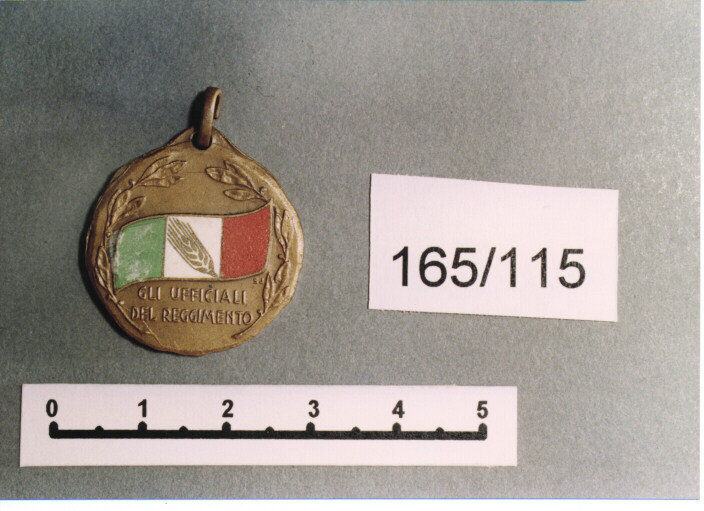 GLI UFFICIALI
DEL REGGIMENTO
165/115
0 1 2 3 4 5